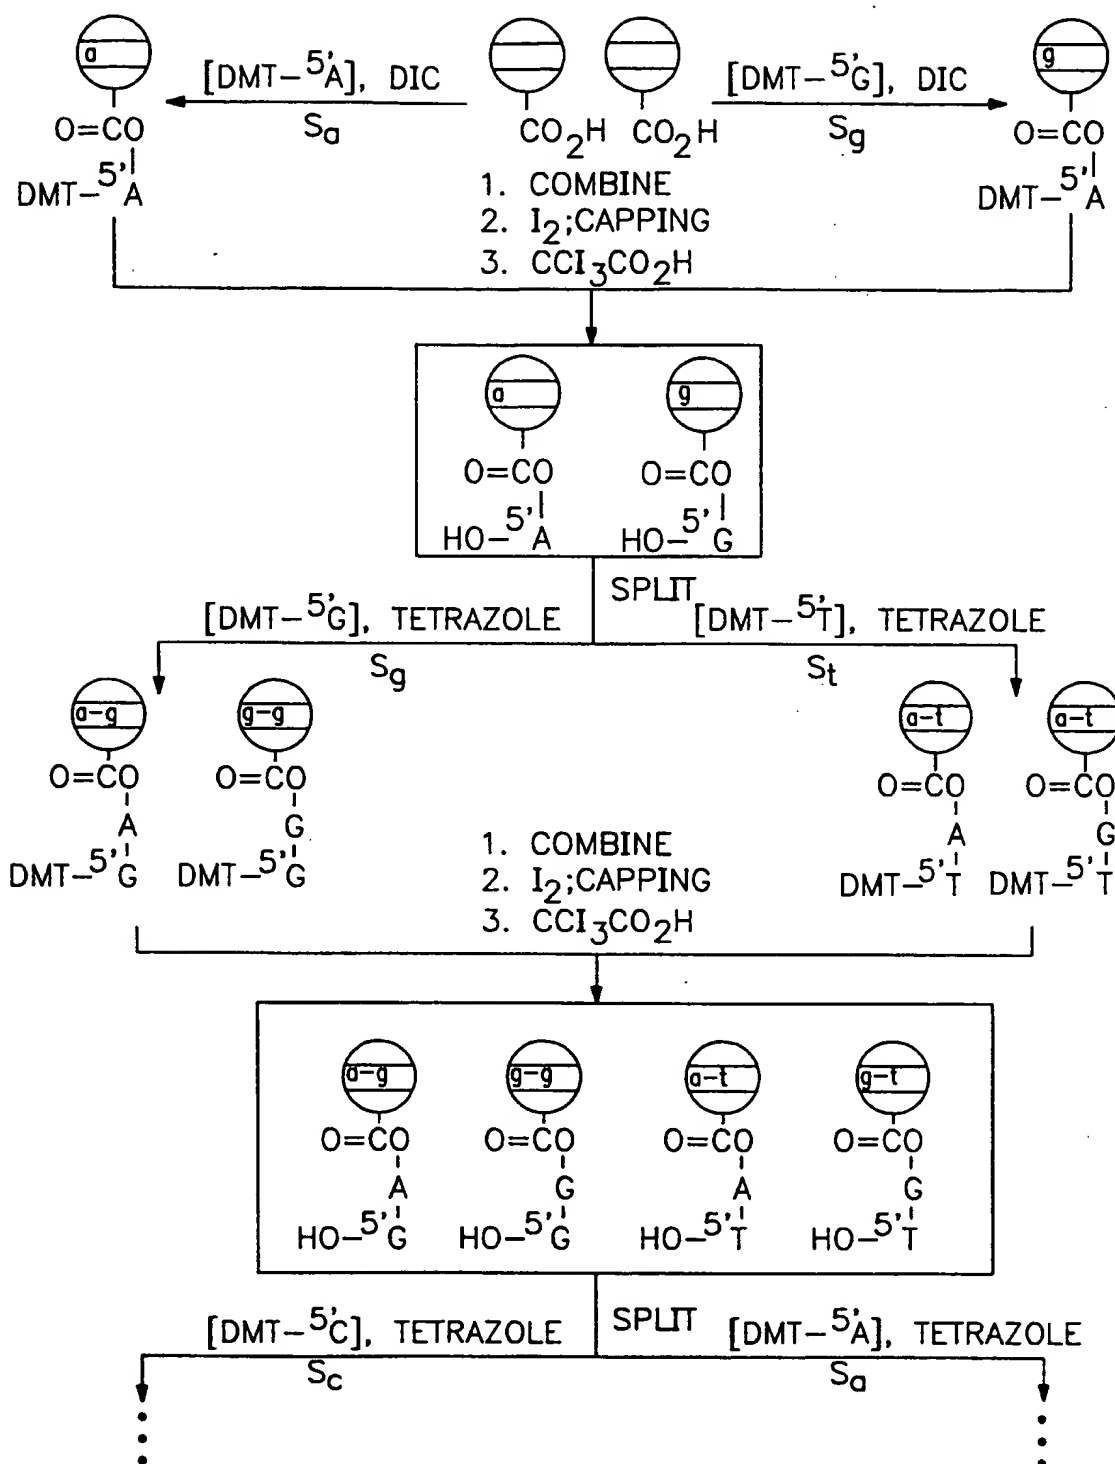 a
g
[DMT-5'A], DIC
[DMT-5'G], DIC
Sa
Sg
O=CO
CO2H CO2H
O=CO
DMT-5'A
DMT-5'A
1. COMBINE
2. I2;CAPPING
3. CCI3CO2H
a
g
O=CO
O=CO
HO-5'A
HO-5'G
SPLIT
[DMT-5'G], TETRAZOLE
[DMT-5'T], TETRAZOLE
Sg
St
a-g
g-g
a-t
a-t
O=CO
O=CO
O=CO
O=CO
A
G
A
G
DMT-5'G
DMT-5'G
DMT-5'T
DMT-5'T
1. COMBINE
2. I2;CAPPING
3. CCI3CO2H
a-g
g-g
a-t
g-t
O=CO
O=CO
O=CO
O=CO
A
G
A
G
HO-5'G
HO-5'G
HO-5'T
HO-5'T
SPLIT
[DMT-5'C], TETRAZOLE
[DMT-5'A], TETRAZOLE
Sc
Sa